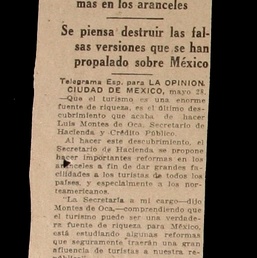 mas en los aranceles
Se piensa destruir las fal-
sas versiones que se han
propalado sobre México
Telegrama Esp. para LA OPINION.
CIUDAD DE MEXICO, mayo 28.
—Que el turismo es una enorme
fuente de riqueza, es el último des-
cubrimiento que acaba de hacer
Luis Montes de Oca, Secretario de
Hacienda y Crédito Público.
Al hacer este descubrimiento, el
Secretario de Hacienda se propone
hacer importantes reformas en los
aranceles a fin de dar grandes fa-
cilidades a los turistas de todos los
países, y especialmente a los nor-
teamericanos.
"La Secretaría a mi cargo—dijo
Montes de Oca,—comprendiendo que
el turismo puede ser una verdade-
ra fuente de riqueza para México,
está estudiando algunas reformas
que seguramente traerán una gran
afluencia de turistas a nuestra re-